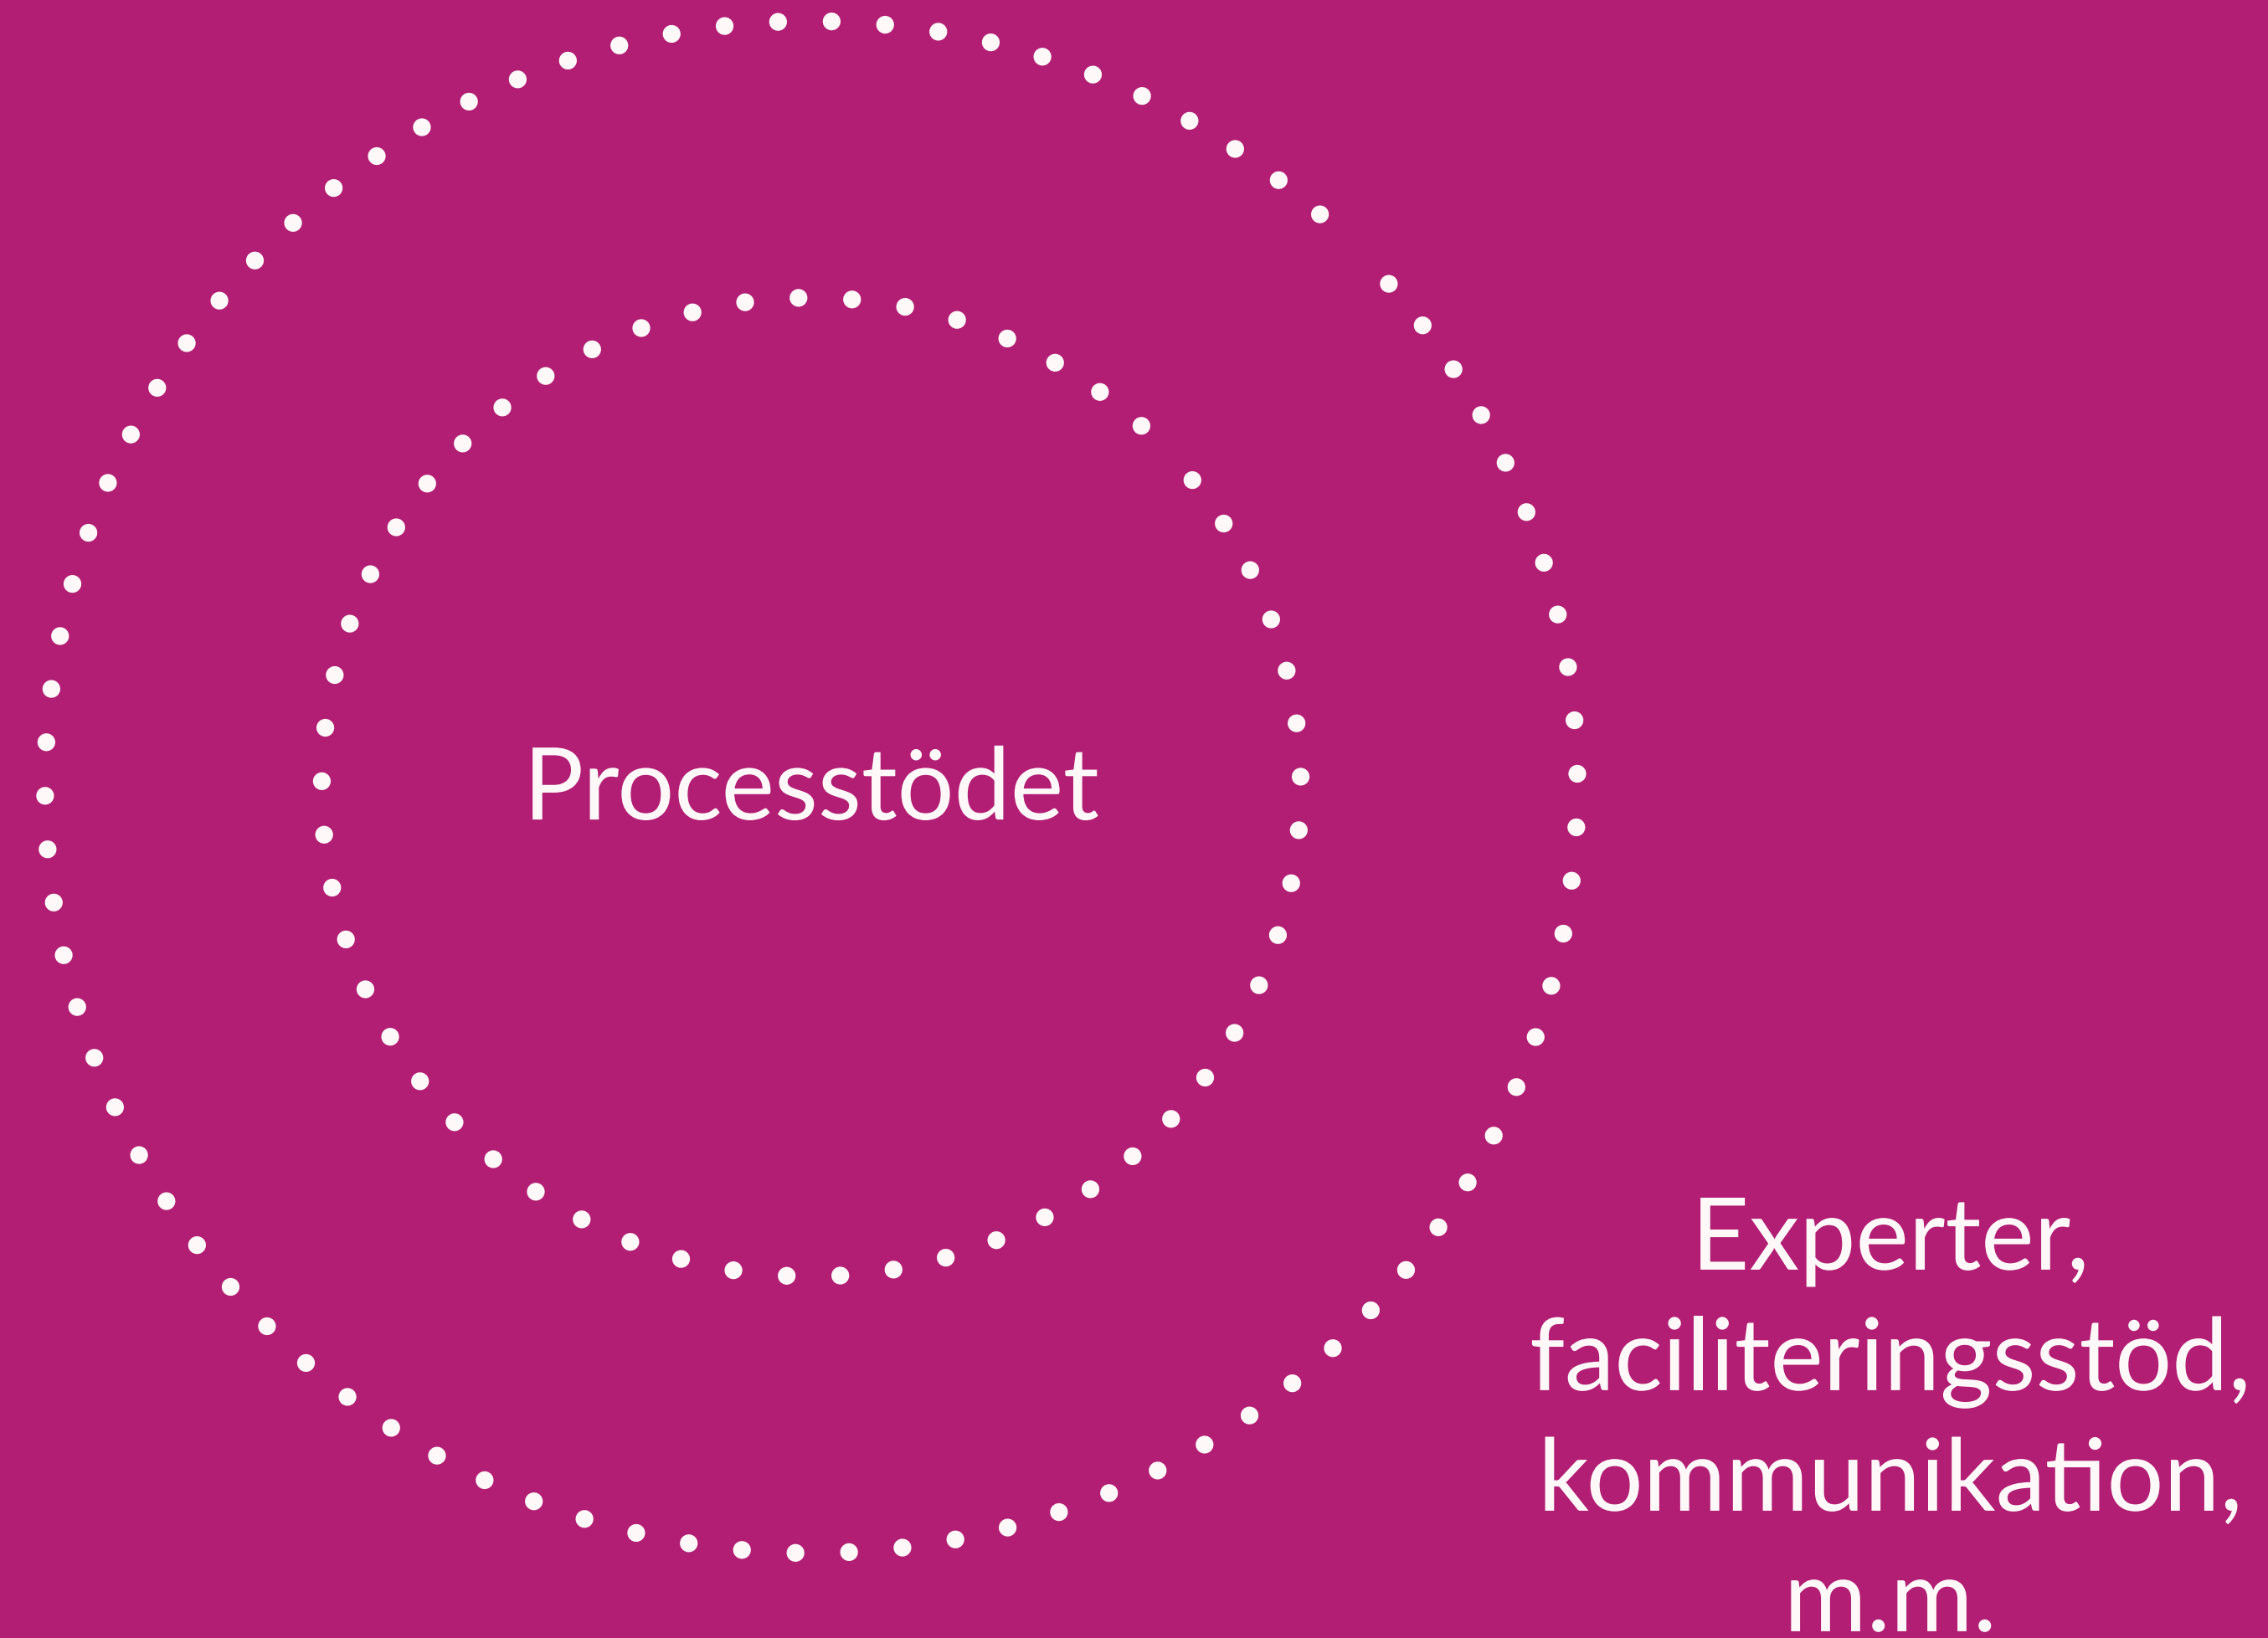 Processtödet
Experter,
faciliteringsstöd,
kommunikation,
m.m.